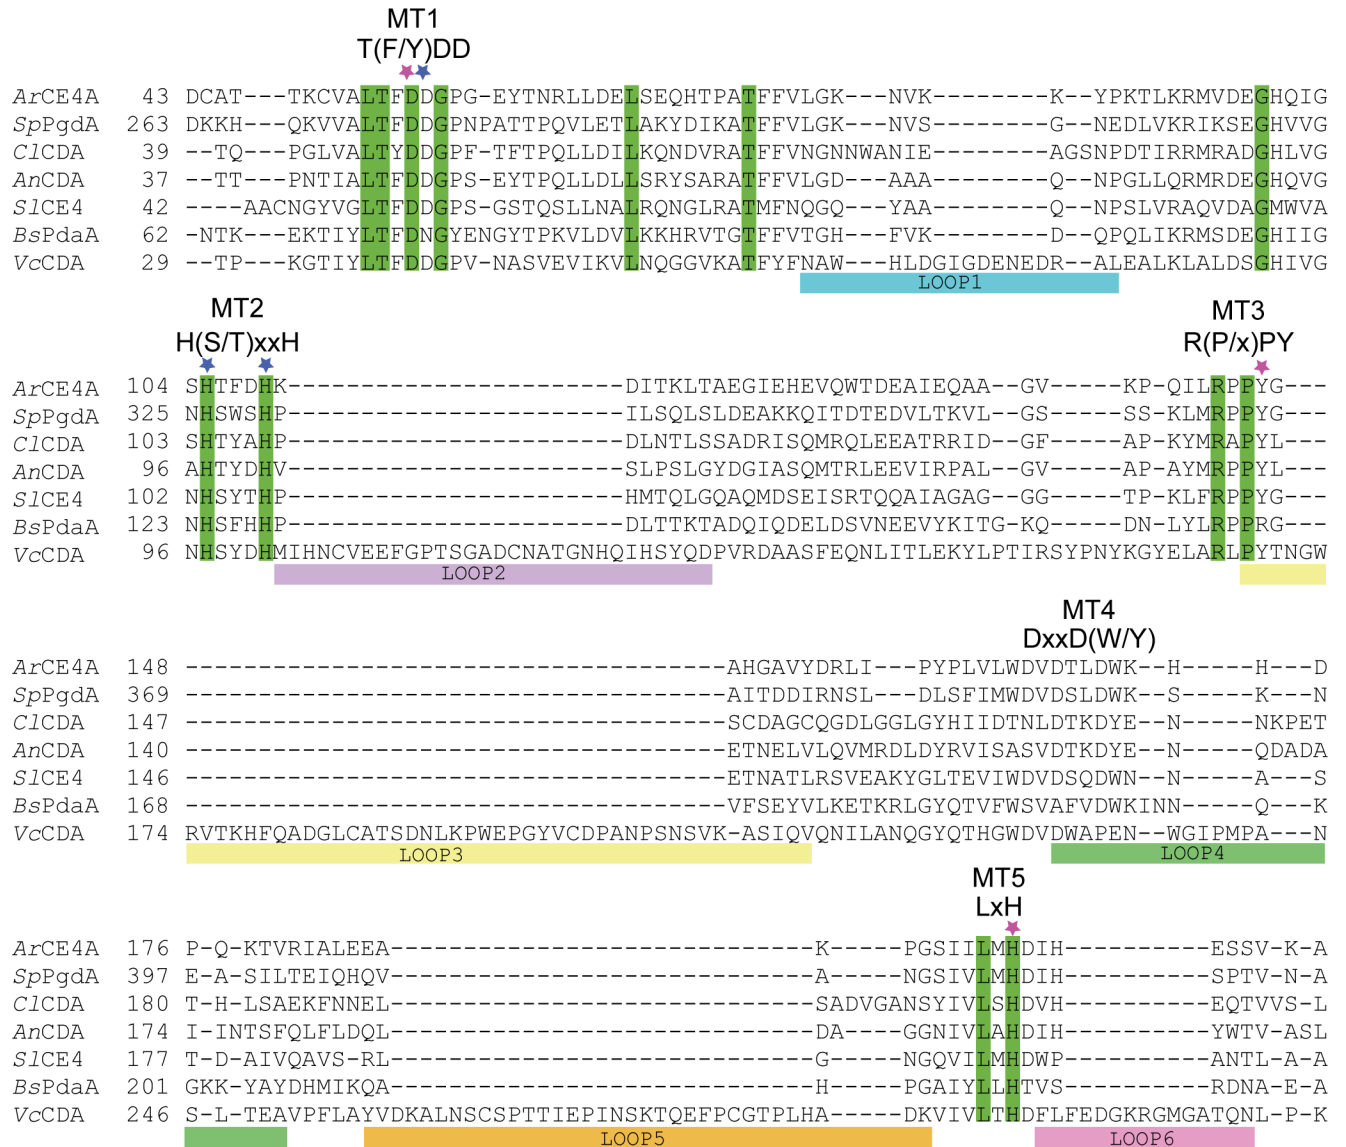 MT1
T(F/Y)DD
ArCE4A 43 DCAT---TKCVALTFDDGPG-EYTNRLLDELSEQHTPATFFVLGK---NVK--------K--YPKTLKRMVDEGHQIG
SpPgdA 263 DKKH---QKVVALTFDDGPNPATTPQVLETLAKYDIKATFFVLGK---NVS--------G--NEDLVKRIKSEGHVVG
ClCDA 39 --TQ---PGLVALTYDDGPF-TFTPQLLDILKQNDVRATFFVNGNNWANIE--------AGSNPDTIRRMRADGHLVG
AnCDA 37 --TT---PNTIALTFDDGPS-EYTPQLLDLLSRYSARATFFVLGD---AAA--------Q--NPGLLQRMRDEGHQVG
SlCE4 42 ----AACNGYVGLTFDDGPS-GSTQSLLNALRQNGLRATMFNQGQ---YAA--------Q--NPSLVRAQVDAGMWVA
BsPdaA 62 -NTK---EKTIYLTFDNGYENGYTPKVLDVLKKHRVTGTFFVTGH---FVK--------D--QPQLIKRMSDEGHIIG
VcCDA 29 --TP---KGTIYLTFDDGPV-NASVEVIKVLNQGGVKATFYFNAW---HLDGIGDENEDR--ALEALKLALDSGHIVG
LOOP1
MT2 MT3
H(S/T)xxH R(P/x)PY
ArCE4A 104 SHTFDHK-----------------------DITKLTAEGIEHEVQWTDEAIEQAA--GV----KP-QILRPPYG---
SpPgdA 325 NHSWSHP-----------------------ILSQLSLDEAKKQITDTEDVLTKVL--GS----SS-KLMRPPYG---
ClCDA 103 SHTYAHP-----------------------DLNTLSSADRISQMRQLEEATRRID--GF----AP-KYMRAPYL---
AnCDA 96 AHTYDHV-----------------------SLPSLGYDGIASQMTRLEEVIRPAL--GV----AP-AYMRPPYL---
SlCE4 102 NHSYTHP-----------------------HMTQLGQAQMDSEISRTQQAIAGAG--GG----TP-KLFRPPYG---
BsPdaA 123 NHSFHHP-----------------------DLTTKTADQIQDELDSVNEEVYKITG-KQ----DN-LYLRPPRG---
VcCDA 96 NHSYDHMIHNCVEEFGPTSGADCNATGNHQIHSYQDPVRDAASFEQNLITLEKYLPTIRSYPNYKGYELARLPYTNGW
LOOP2
MT4
DxxD(W/Y)
ArCE4A 148 -------------------------------------AHGAVYDRLI---PYPLVLWDVDTLDWK--H-----H---D
SpPgdA 369 -------------------------------------AITDDIRNSL---DLSFIMWDVDSLDWK--S-----K---N
ClCDA 147 -------------------------------------SCDAGCQGDLGGLGYHIIDTNLDTKDYE--N-----NKPET
AnCDA 140 -------------------------------------ETNELVLQVMRDLDYRVISASVDTKDYE--N-----QDADA
SlCE4 146 -------------------------------------ETNATLRSVEAKYGLTEVIWDVDSQDWN--N-----A---S
BsPdaA 168 -------------------------------------VFSEYVLKETKRLGYQTVFWSVAFVDWKINN-----Q---K
VcCDA 174 RVTKHFQADGLCATSDNLKPWEPGYVCDPANPSNSVK-ASIQVQNILANQGYQTHGWDVDWAPEN--WGIPMPA---N
LOOP3 LOOP4
MT5
LxH
ArCE4A 176 P-Q-KTVRIALEEA-----------------------------K-----PGSIILMHDIH----------ESSV-K-A
SpPgdA 397 E-A-SILTEIQHQV-----------------------------A-----NGSIVLMHDIH----------SPTV-N-A
ClCDA 180 T-H-LSAEKFNNEL-----------------------------SADVGANSYIVLSHDVH----------EQTVVS-L
AnCDA 174 I-INTSFQLFLDQL-----------------------------DA----GGNIVLAHDIH----------YWTV-ASL
SlCE4 177 T-D-AIVQAVS-RL-----------------------------G-----NGQVILMHDWP----------ANTL-A-A
BsPdaA 201 GKK-YAYDHMIKQA-----------------------------H-----PGAIYLLHTVS----------RDNA-E-A
VcCDA 246 S-L-TEAVPFLAYVDKALNSCSPTTIEPINSKTQEFPCGTPLHA-----DKVIVLTHDFLFEDGKRGMGATQNL-P-K
LOOP5 LOOP6